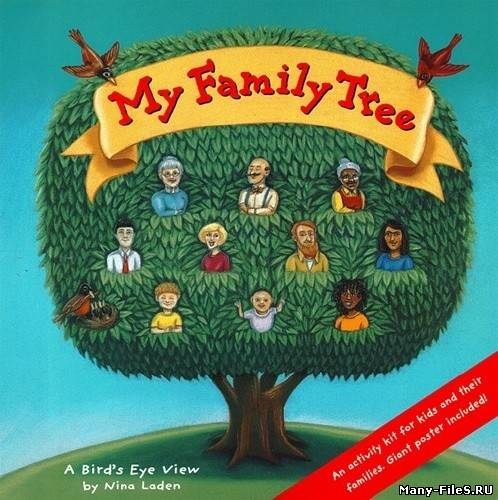 My Family Tree
An activity kit for kids and their
families. Giant poster included!
A Bird's Eye View
by Nina Laden
Many-FileS.RU